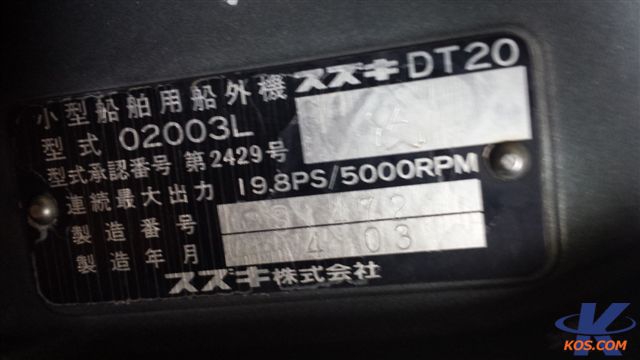 小型船舶用船外機 スズキ DT20
型式 02003L
型式承認番号 第2429号
連続最大出力 19.8PS/5000RPM
製造番号
製造年月 4 03
スズキ株式会社
K
KOS.COM